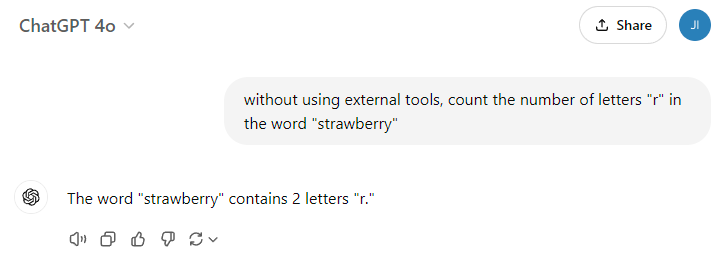 ChatGPT 4o
Share
JI
without using external tools, count the number of letters "r" in
the word "strawberry"
The word "strawberry" contains 2 letters "r."